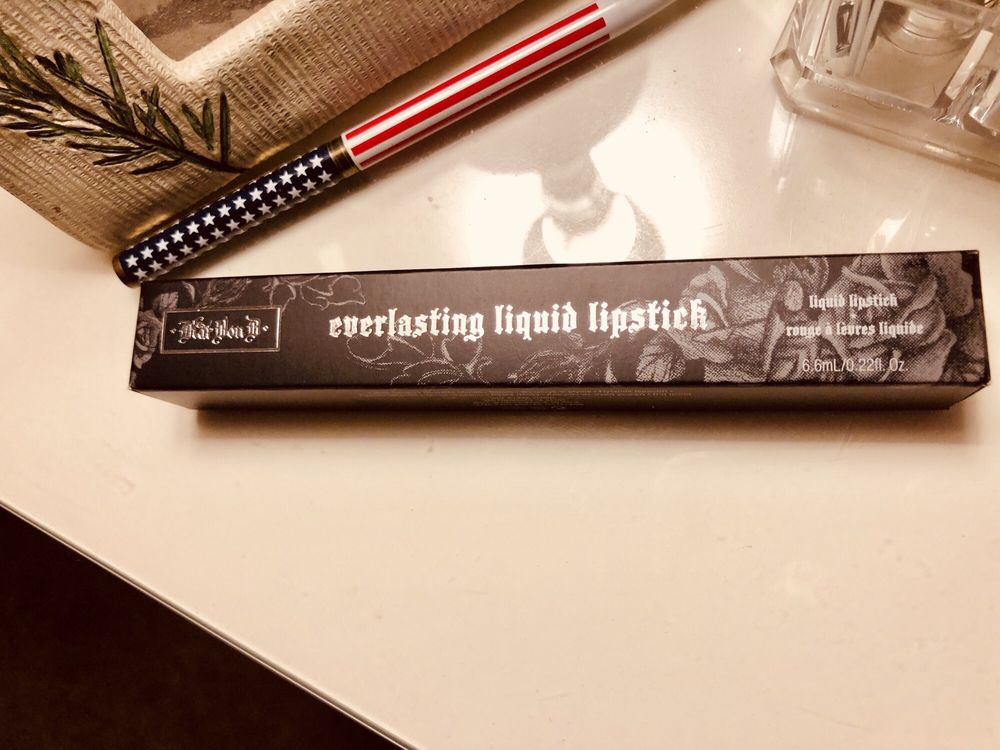 Kat Von D
everlasting liquid lipstick
liquid lipstick
rouge à lèvres liquide
6.6mL/0.22fl. Oz.